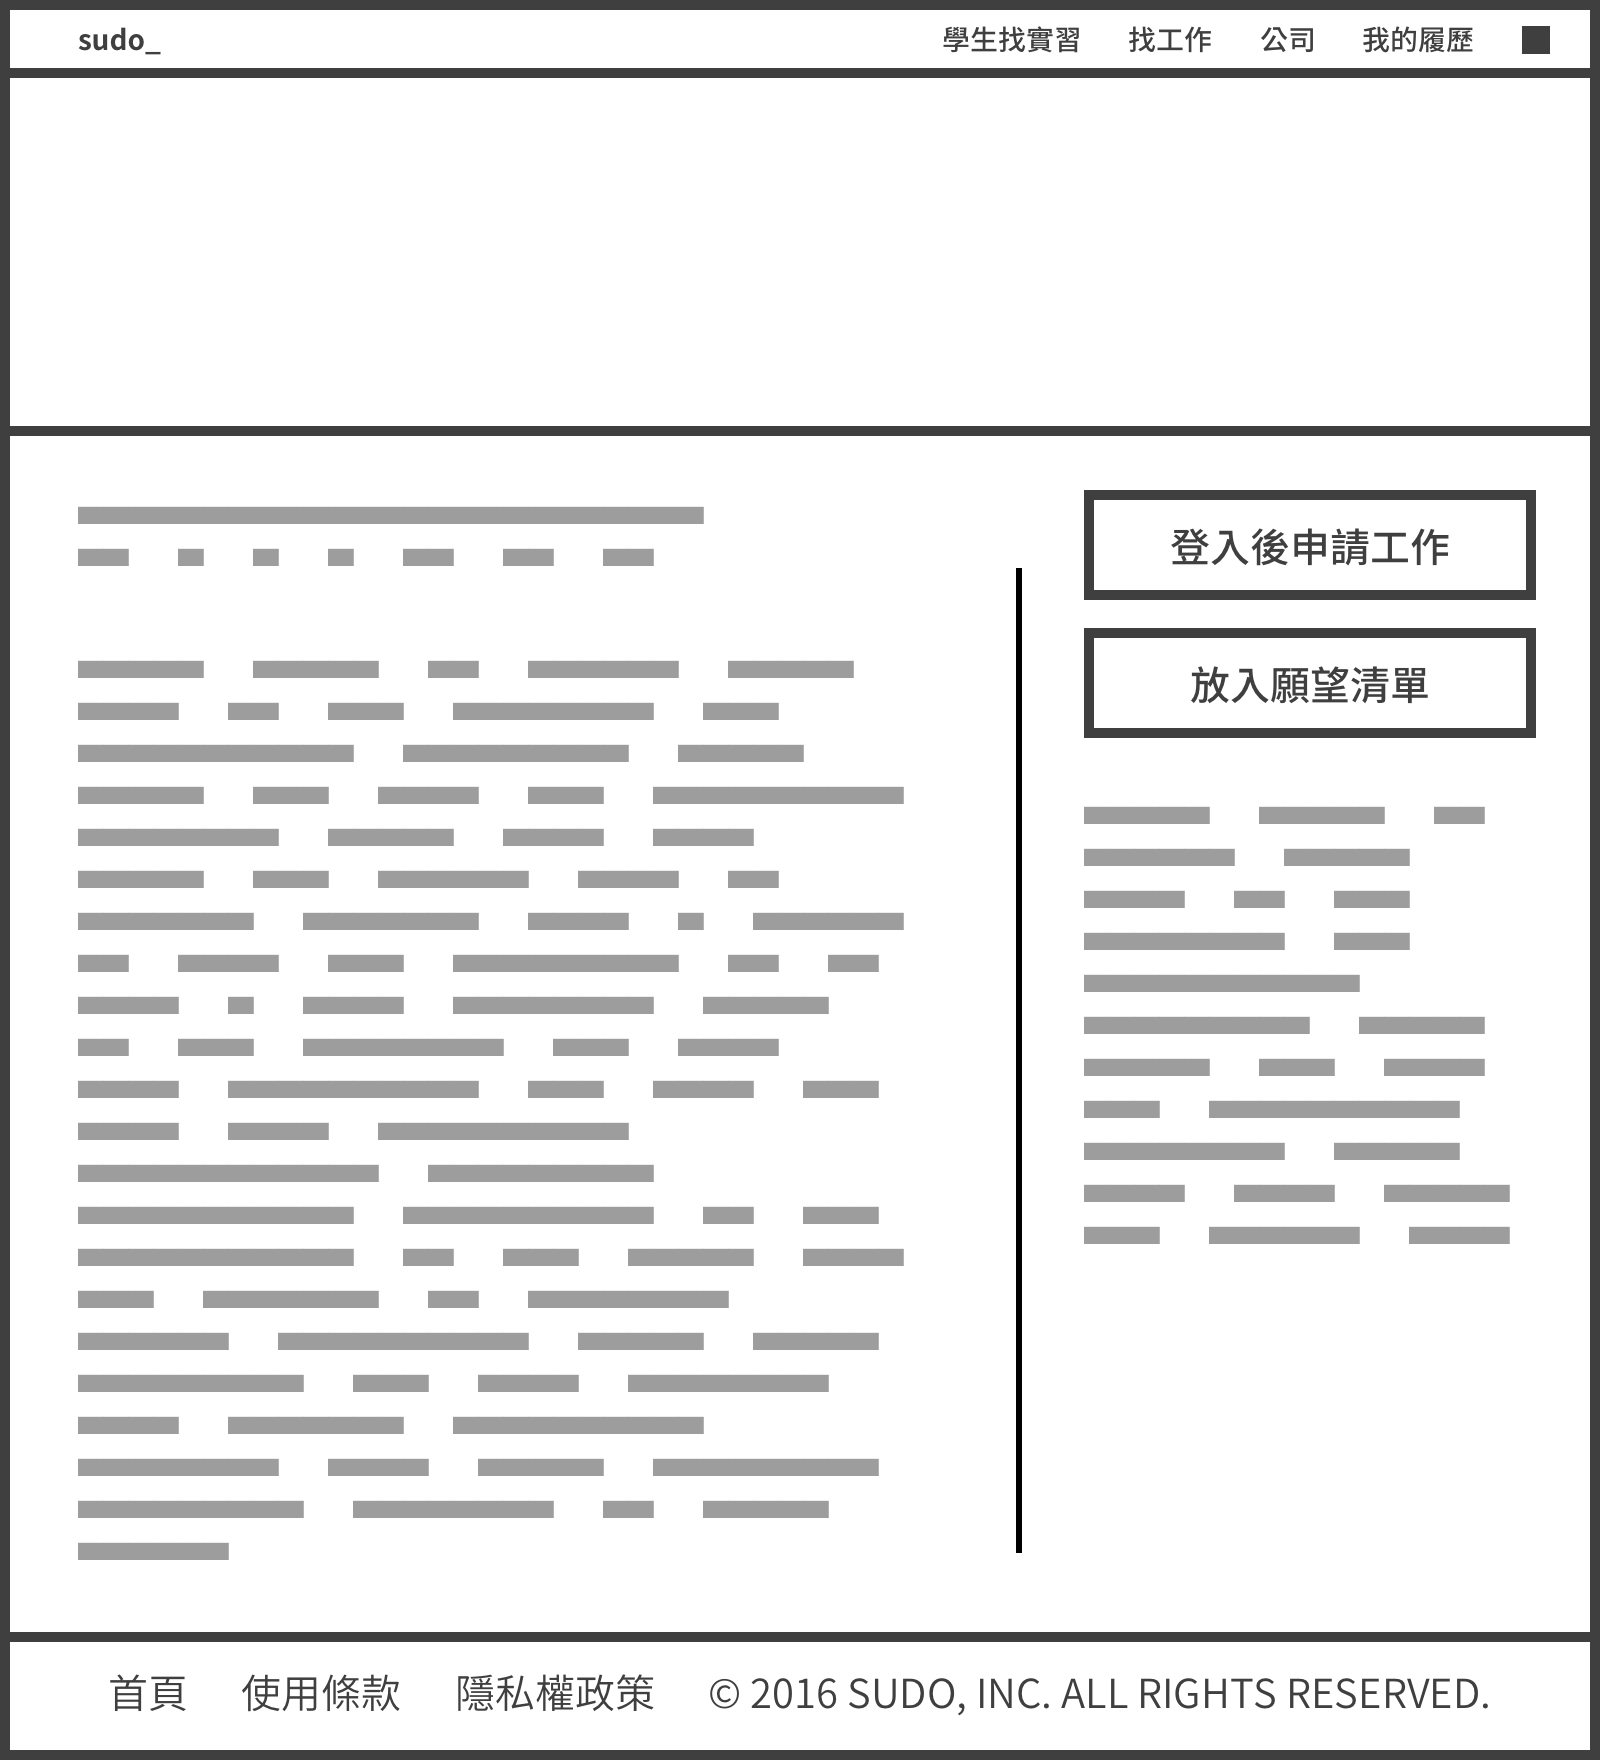 sudo_ 學生找實習 找工作 公司 我的履歷
登入後申請工作
放入願望清單
首頁 使用條款 隱私權政策 © 2016 SUDO, INC. ALL RIGHTS RESERVED.